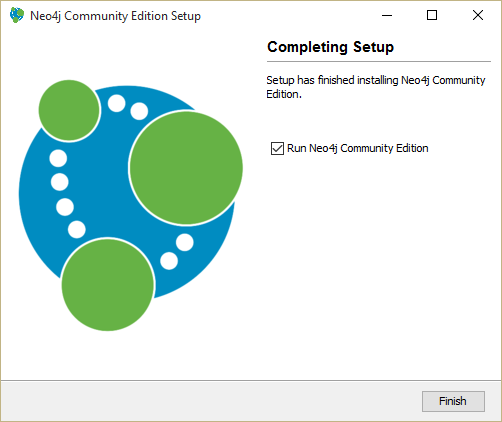 Neo4j Community Edition Setup
Completing Setup
Setup has finished installing Neo4j Community
Edition.
Run Neo4j Community Edition
Finish